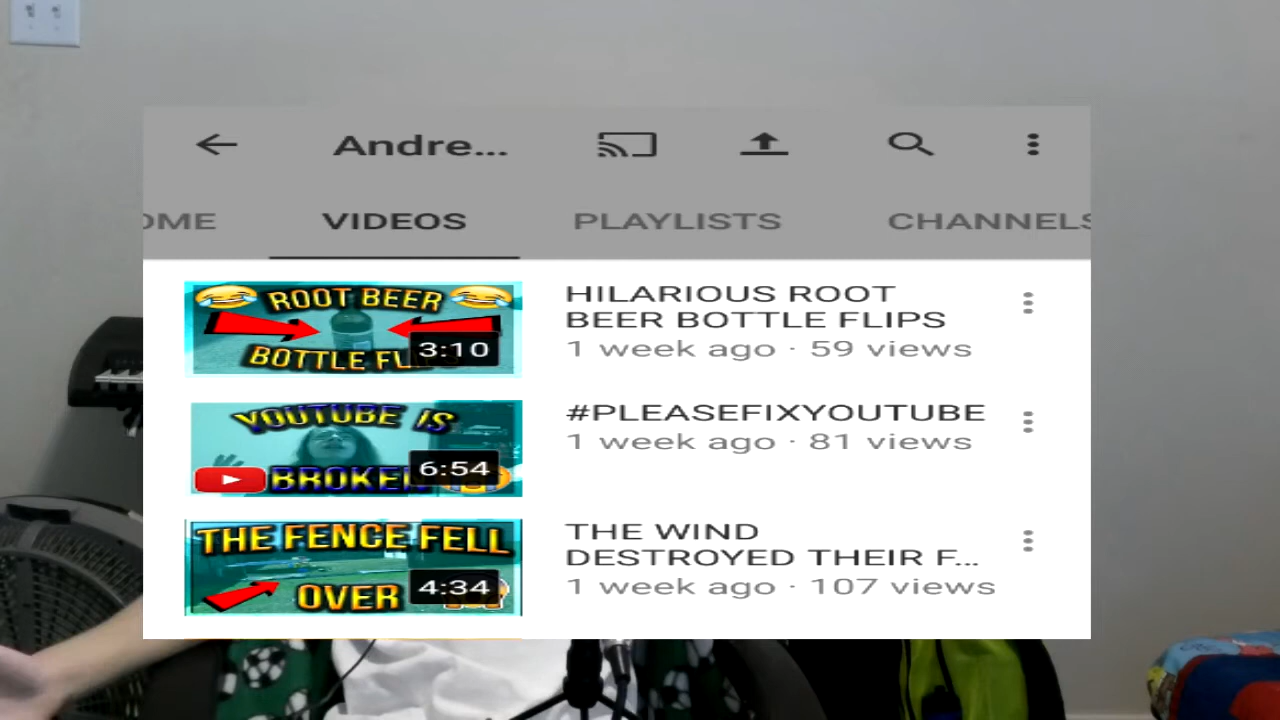 Andre...
OME VIDEOS PLAYLISTS CHANNELS
ROOT BEER
BOTTLE FL
3:10
HILARIOUS ROOT
BEER BOTTLE FLIPS
1 week ago · 59 views
YOUTUBE IS
BROKEN
6:54
#PLEASEFIXYOUTUBE
1 week ago · 81 views
THE FENCE FELL
OVER
4:34
THE WIND
DESTROYED THEIR F...
1 week ago · 107 views